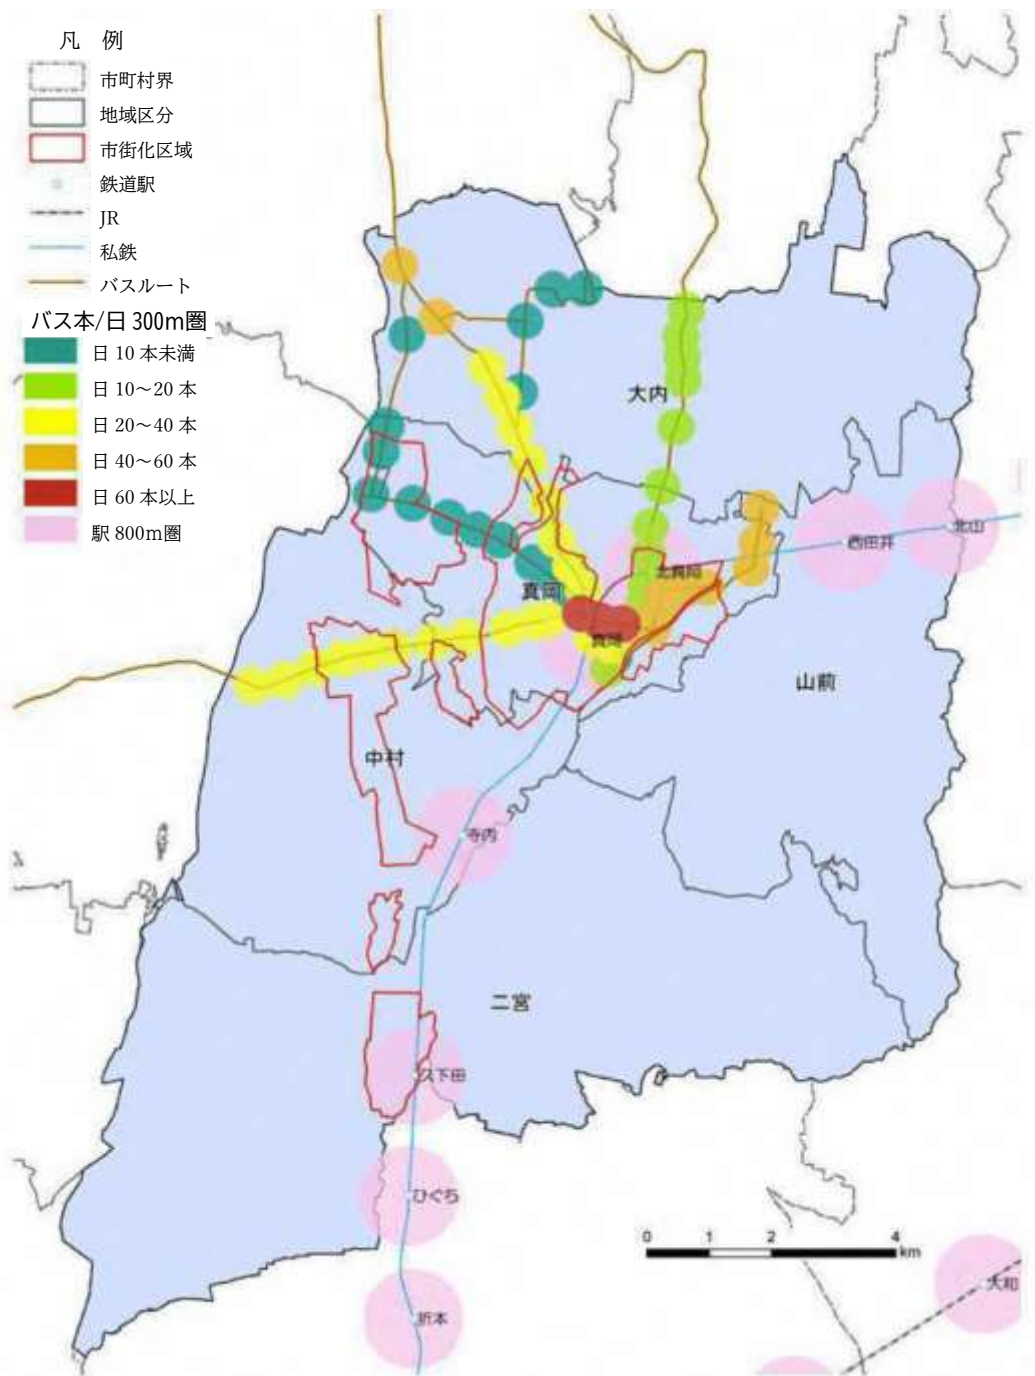 凡 例
市町村界
地域区分
市街化区域
鉄道駅
JR
私鉄
バスルート
バス本/日 300m圏
日 10 本未満
日 10～20 本
日 20～40 本
日 40～60 本
日 60 本以上
駅 800m圏
大内
北山
西田井
北真岡
真岡
真岡
山前
中村
寺内
二宮
久下田
ひぐち
折本
0 1 2 4
km
大和